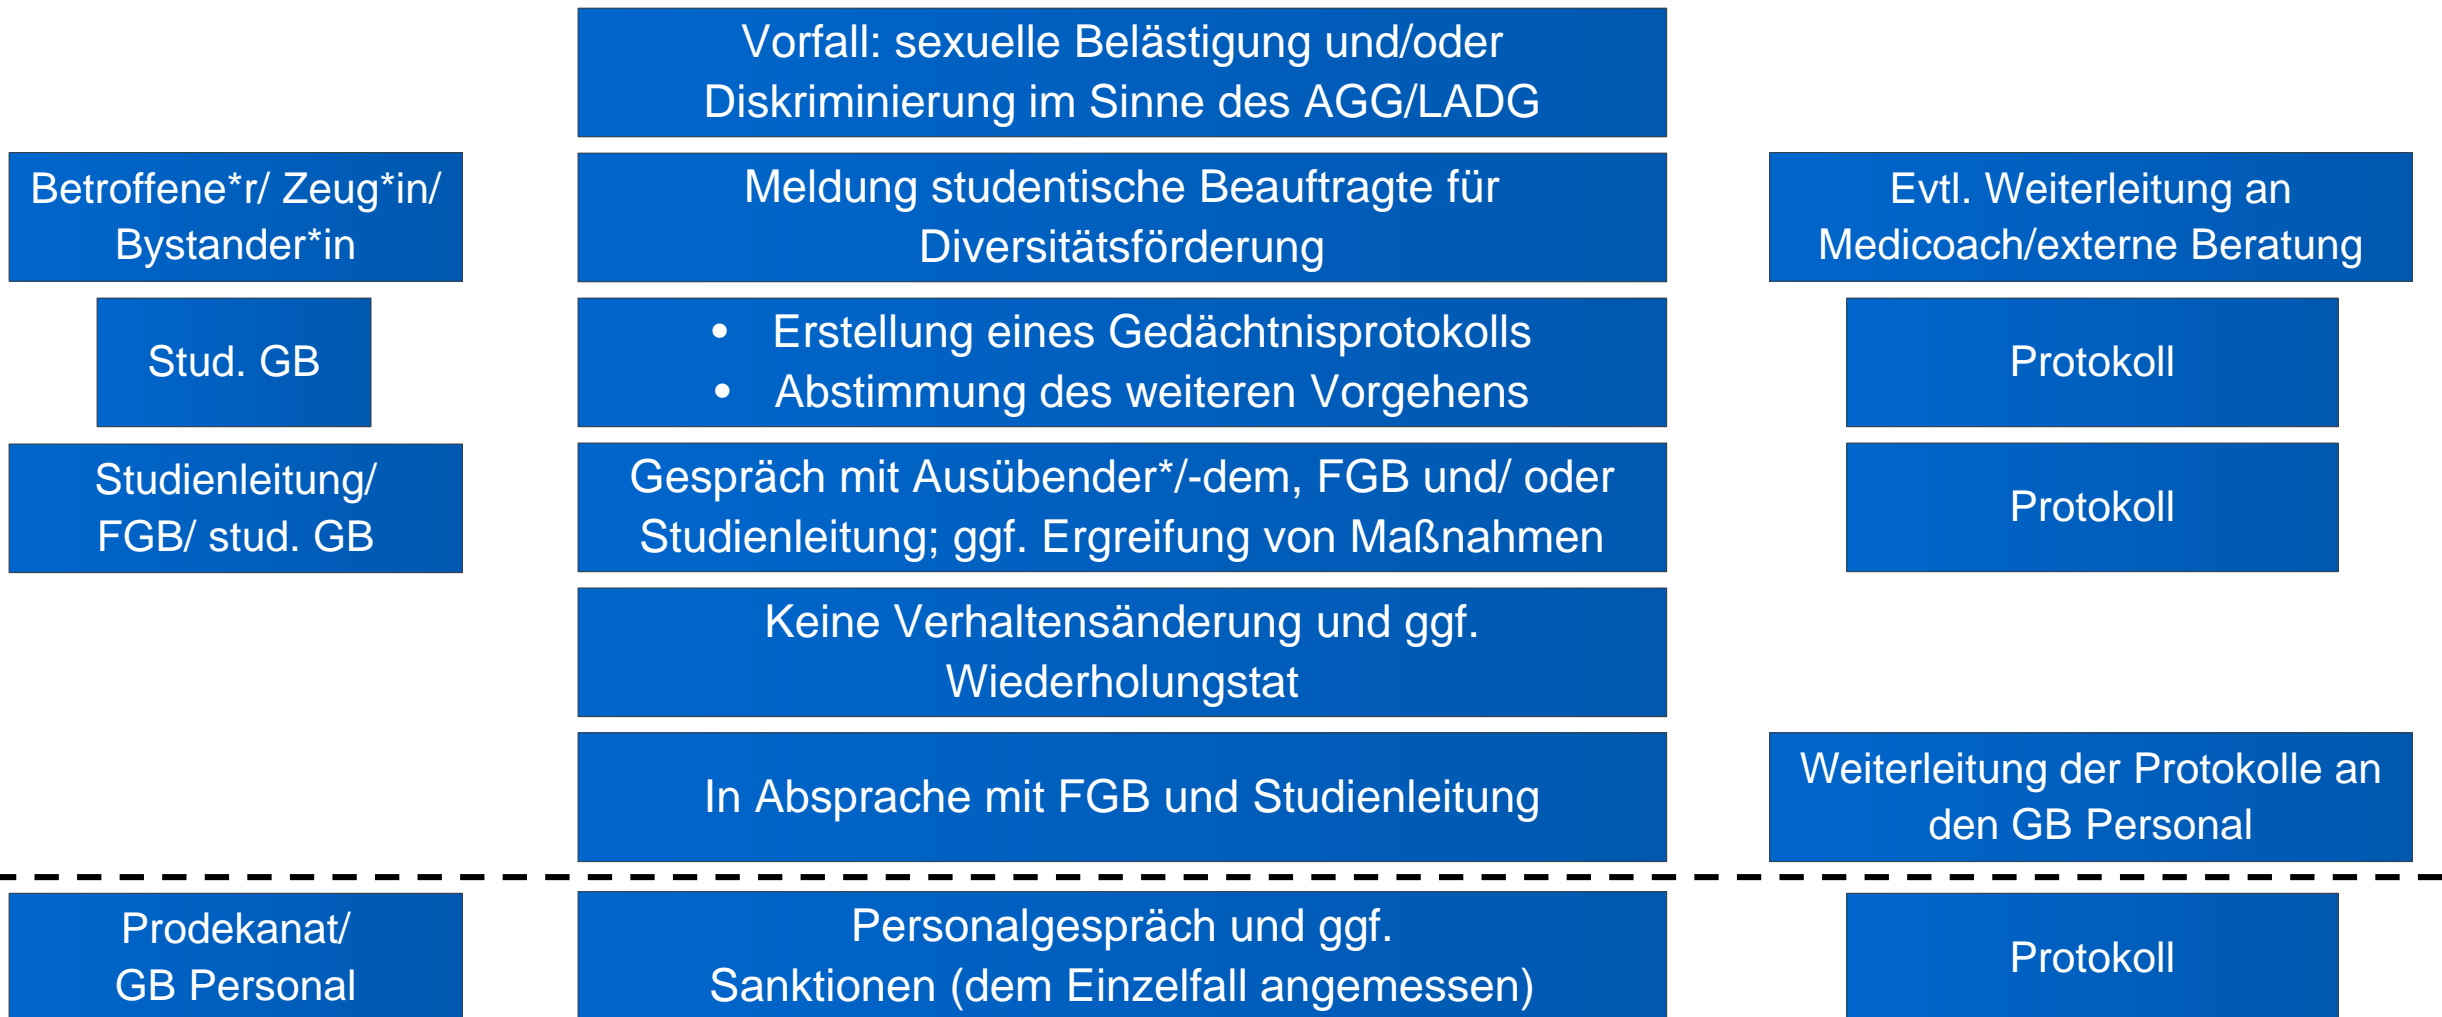 Vorfall: sexuelle Belästigung und/oder
Diskriminierung im Sinne des AGG/LADG
Betroffene*r/ Zeug*in/
Bystander*in
Meldung studentische Beauftragte für
Diversitätsförderung
Evtl. Weiterleitung an
Medicoach/externe Beratung
Stud. GB
• Erstellung eines Gedächtnisprotokolls
• Abstimmung des weiteren Vorgehens
Protokoll
Studienleitung/
FGB/ stud. GB
Gespräch mit Ausübender*/-dem, FGB und/ oder
Studienleitung; ggf. Ergreifung von Maßnahmen
Protokoll
Keine Verhaltensänderung und ggf.
Wiederholungstat
In Absprache mit FGB und Studienleitung
Weiterleitung der Protokolle an
den GB Personal
Prodekanat/
GB Personal
Personalgespräch und ggf.
Sanktionen (dem Einzelfall angemessen)
Protokoll